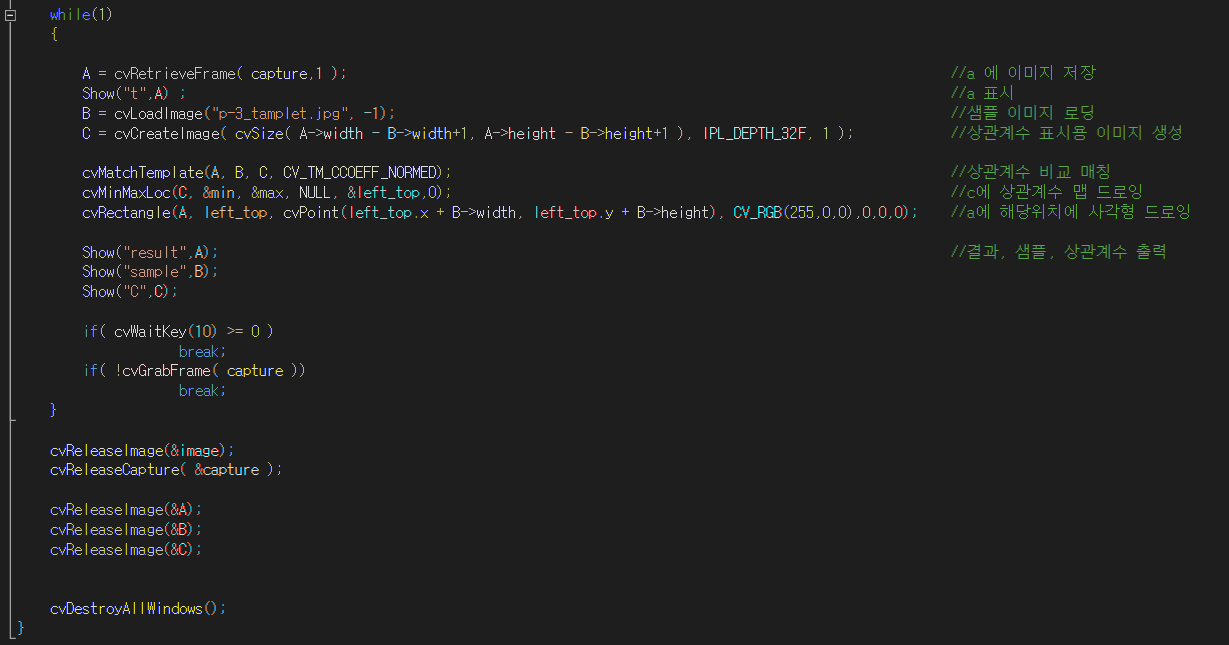 while(1)
{
A = cvRetrieveFrame( capture,1 ); //a 에 이미지 저장
Show("t",A) ; //a 표시
B = cvLoadImage("p-3_tamplet.jpg", -1); //샘플 이미지 로딩
C = cvCreateImage( cvSize( A->width - B->width+1, A->height - B->height+1 ), IPL_DEPTH_32F, 1 ); //상관계수 표시용 이미지 생성
cvMatchTemplate(A, B, C, CV_TM_CCOEFF_NORMED); //상관계수 비교 매칭
cvMinMaxLoc(C, &min, &max, NULL, &left_top,0); //c에 상관계수 맵 드로잉
cvRectangle(A, left_top, cvPoint(left_top.x + B->width, left_top.y + B->height), CV_RGB(255,0,0),0,0,0); //a에 해당위치에 사각형 드로잉
Show("result",A); //결과, 샘플, 상관계수 출력
Show("sample",B);
Show("C",C);
if( cvWaitKey(10) >= 0 )
break;
if( !cvGrabFrame( capture ))
break;
}
cvReleaseImage(&image);
cvReleaseCapture( &capture );
cvReleaseImage(&A);
cvReleaseImage(&B);
cvReleaseImage(&C);
cvDestroyAllWindows();
}